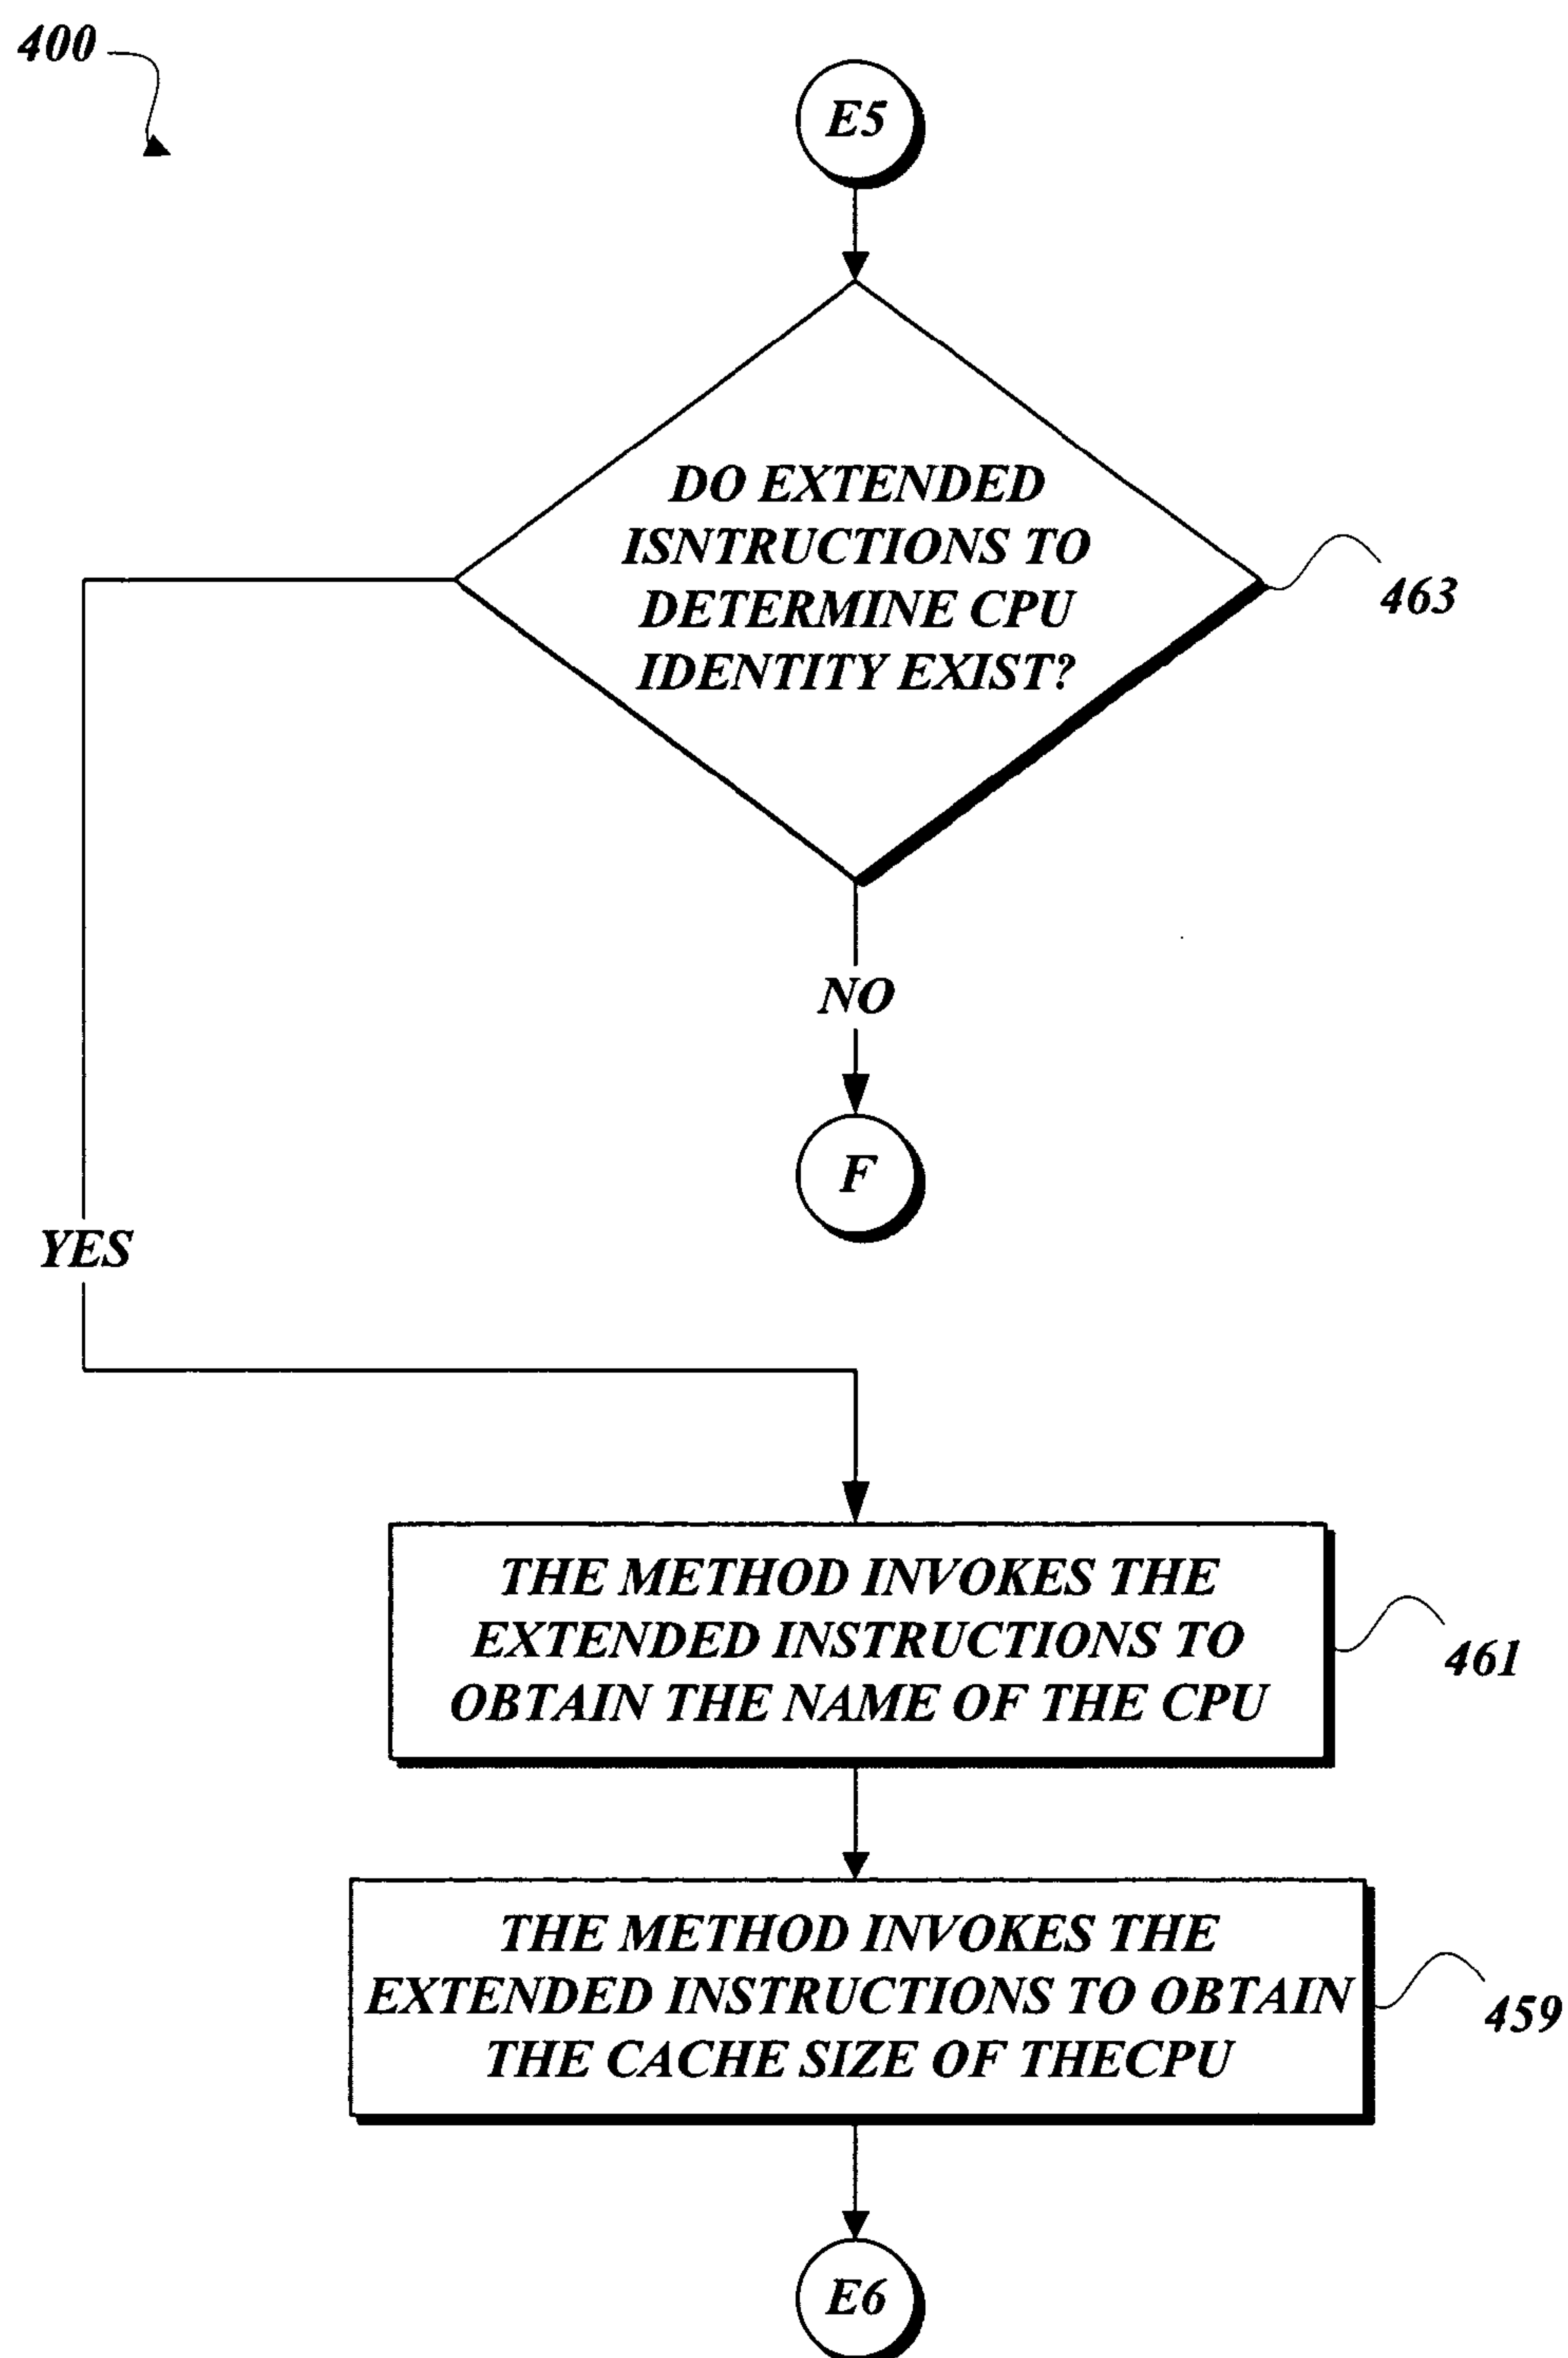 400
E5
DO EXTENDED
ISNTRUCTIONS TO
DETERMINE CPU
IDENTITY EXIST?
463
NO
F
YES
THE METHOD INVOKES THE
EXTENDED INSTRUCTIONS TO
OBTAIN THE NAME OF THE CPU
461
THE METHOD INVOKES THE
EXTENDED INSTRUCTIONS TO OBTAIN
THE CACHE SIZE OF THECPU
459
E6